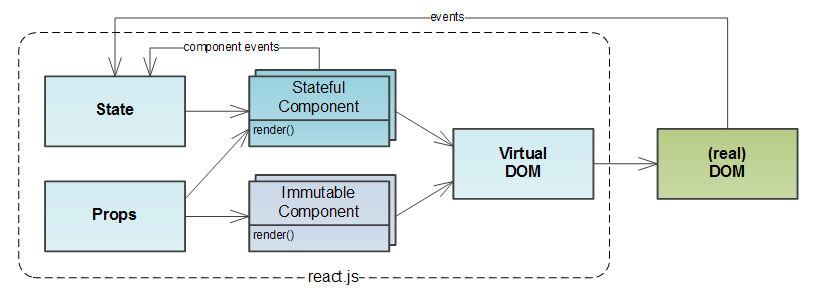 events
component events
State
Stateful
Component
render()
Virtual
DOM
(real)
DOM
Props
Immutable
Component
render()
react.js